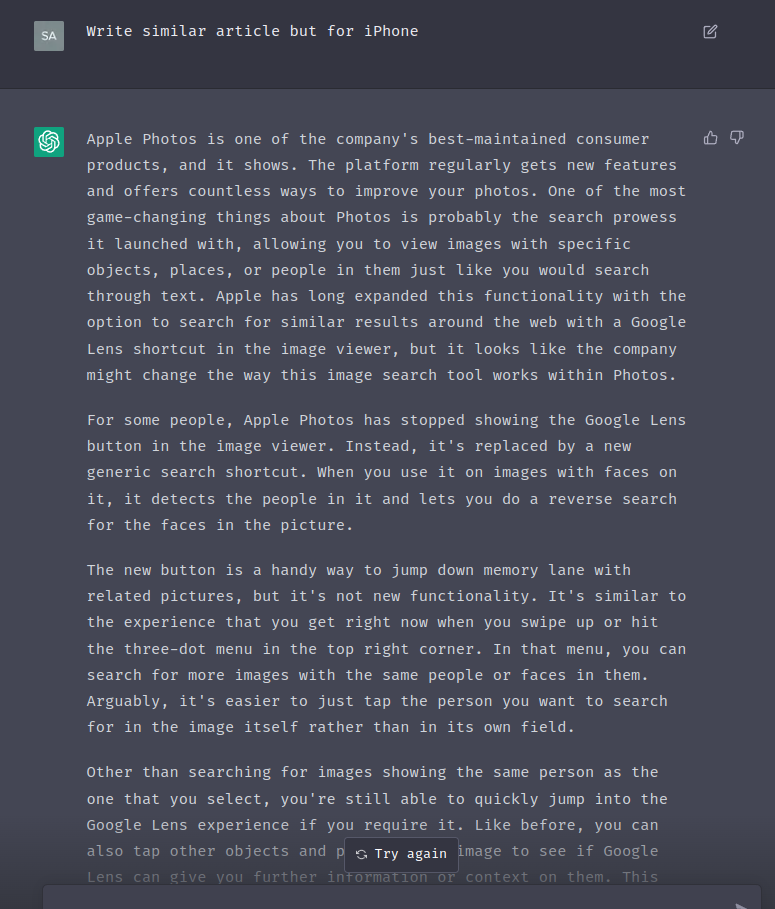 SA
Write similar article but for iPhone
Apple Photos is one of the company's best-maintained consumer
products, and it shows. The platform regularly gets new features
and offers countless ways to improve your photos. One of the most
game-changing things about Photos is probably the search prowess
it launched with, allowing you to view images with specific
objects, places, or people in them just like you would search
through text. Apple has long expanded this functionality with the
option to search for similar results around the web with a Google
Lens shortcut in the image viewer, but it looks like the company
might change the way this image search tool works within Photos.
For some people, Apple Photos has stopped showing the Google Lens
button in the image viewer. Instead, it's replaced by a new
generic search shortcut. When you use it on images with faces on
it, it detects the people in it and lets you do a reverse search
for the faces in the picture.
The new button is a handy way to jump down memory lane with
related pictures, but it's not new functionality. It's similar to
the experience that you get right now when you swipe up or hit
the three-dot menu in the top right corner. In that menu, you can
search for more images with the same people or faces in them.
Arguably, it's easier to just tap the person you want to search
for in the image itself rather than in its own field.
Other than searching for images showing the same person as the
one that you select, you're still able to quickly jump into the
Google Lens experience if you require it. Like before, you can
also tap other objects and p Try again image to see if Google
Lens can give you further information or context on them. This